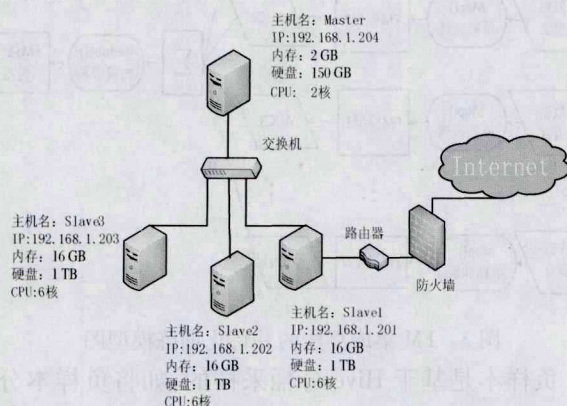 主机名：Master
IP:192.168.1.204
内存：2 GB
硬盘：150 GB
CPU: 2核
交换机
Internet
主机名：Slave3
IP:192.168.1.203
内存：16 GB
硬盘：1 TB
CPU:6核
路由器
防火墙
主机名：Slave2
IP:192.168.1.202
内存：16 GB
硬盘：1 TB
CPU:6核
主机名：Slave1
IP:192.168.1.201
内存：16 GB
硬盘：1 TB
CPU:6核